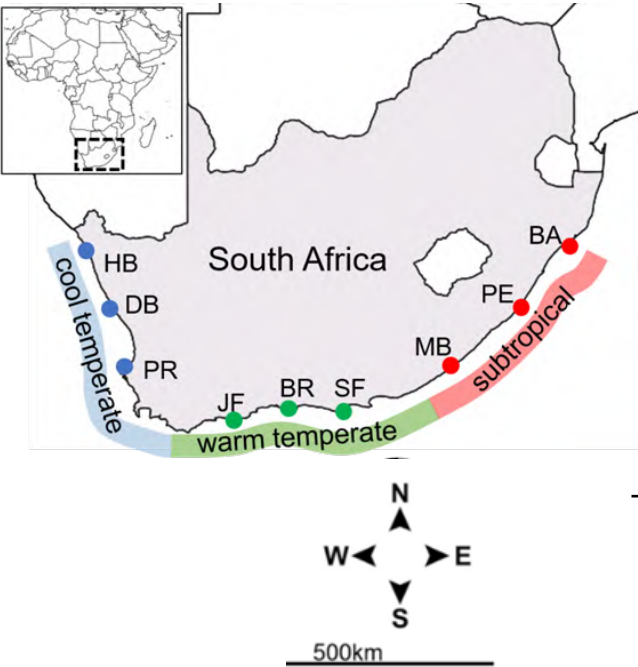 BA
South Africa
HB
cool temperate
DB
PE
subtropical
MB
PR
BR
SF
JF
warm temperate
N
W
E
S
500km